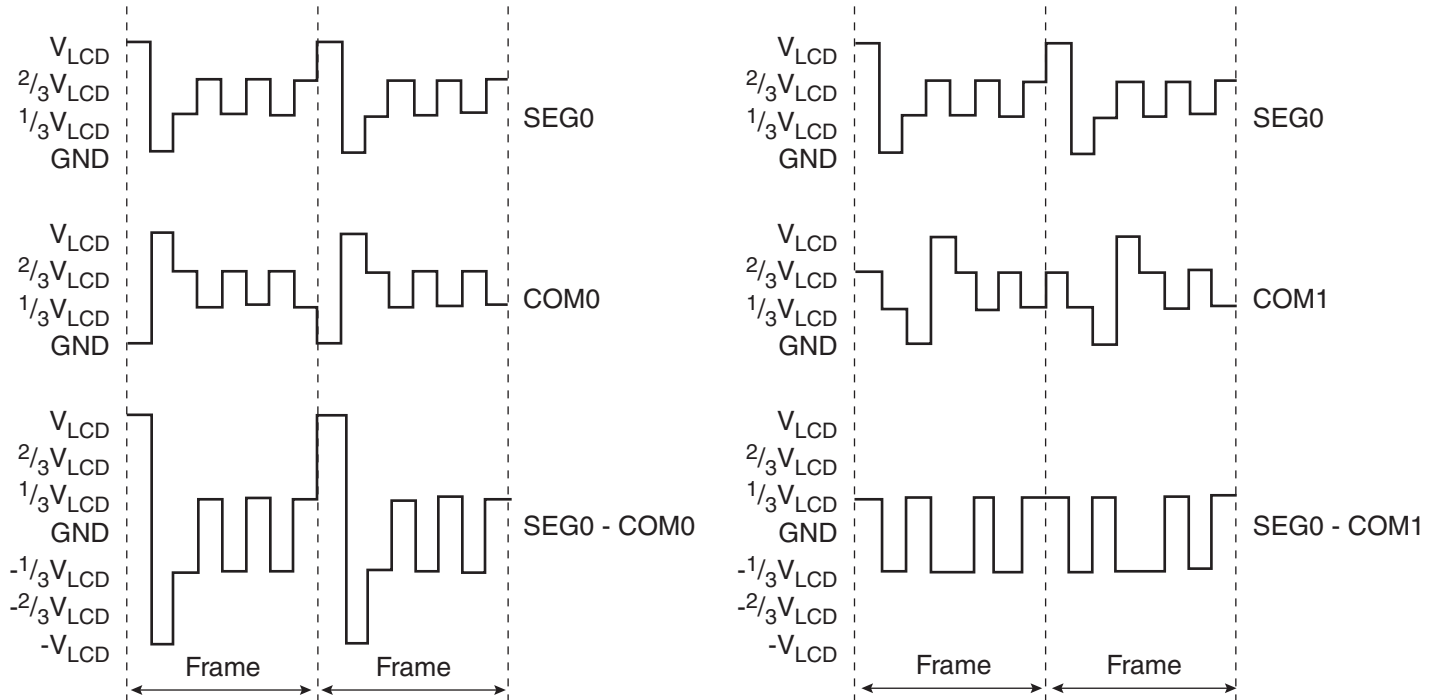 V_LCD
2/3V_LCD
1/3V_LCD
GND
SEG0
V_LCD
2/3V_LCD
1/3V_LCD
GND
COM0
V_LCD
2/3V_LCD
1/3V_LCD
GND
-1/3V_LCD
-2/3V_LCD
-V_LCD
SEG0 - COM0
Frame
Frame
V_LCD
2/3V_LCD
1/3V_LCD
GND
SEG0
V_LCD
2/3V_LCD
1/3V_LCD
GND
COM1
V_LCD
2/3V_LCD
1/3V_LCD
GND
-1/3V_LCD
-2/3V_LCD
-V_LCD
SEG0 - COM1
Frame
Frame